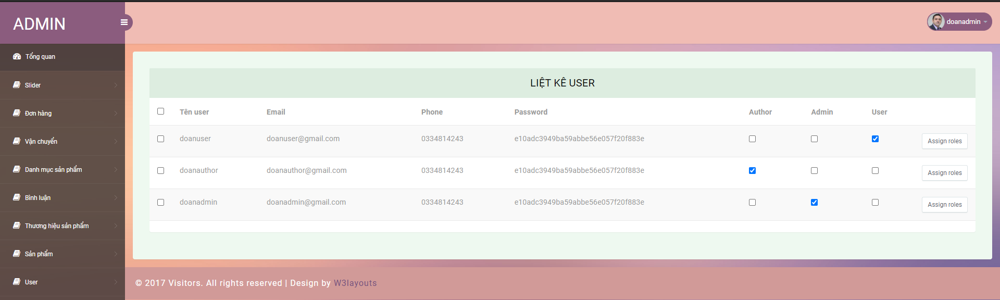 ADMIN
doanadmin
Tổng quan
Slider
Đơn hàng
Vận chuyển
Danh mục sản phẩm
Bình luận
Thương hiệu sản phẩm
Sản phẩm
User
LIỆT KÊ USER
Tên user Email Phone Password Author Admin User
doanuser doanuser@gmail.com 0334814243 e10adc3949ba59abbe56e057f20f883e Assign roles
doanauthor doanauthor@gmail.com 0334814243 e10adc3949ba59abbe56e057f20f883e Assign roles
doanadmin doanadmin@gmail.com 0334814243 e10adc3949ba59abbe56e057f20f883e Assign roles
© 2017 Visitors. All rights reserved | Design by W3layouts